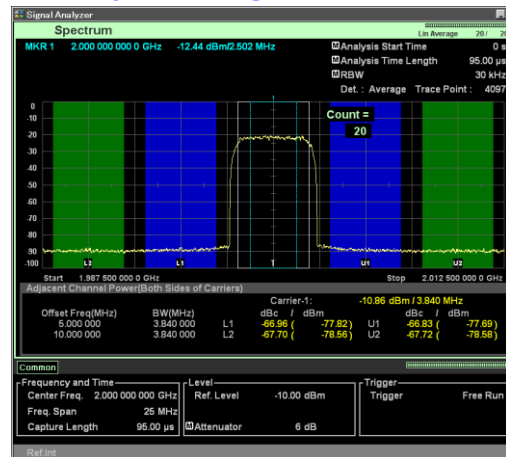 Signal Analyzer
Spectrum
Lin Average 20 / 20
MKR 1 2.000 000 000 0 GHz -12.44 dBm/2.502 MHz
M Analysis Start Time 0 s
M Analysis Time Length 95.00 µs
M RBW 30 kHz
Det. : Average Trace Point : 4097
1
Count =
20
0
-10
-20
-30
-40
-50
-60
-70
-80
-90
-100
L2 L1 T U1 U2
Start 1.987 500 000 0 GHz Stop 2.012 500 000 0 GHz
Adjacent Channel Power(Both Sides of Carriers)
Carrier-1: -10.86 dBm / 3.840 MHz
Offset Freq(MHz) BW(MHz) dBc / dBm dBc / dBm
5.000 000 3.840 000 L1 -66.96 ( -77.82) U1 -66.83 ( -77.69)
10.000 000 3.840 000 L2 -67.70 ( -78.56) U2 -67.72 ( -78.58)
Common
Frequency and Time
Center Freq. 2.000 000 000 GHz
Freq. Span 25 MHz
Capture Length 95.00 µs
Level
Ref. Level -10.00 dBm
M Attenuator 6 dB
Trigger
Trigger Free Run
Ref.Int